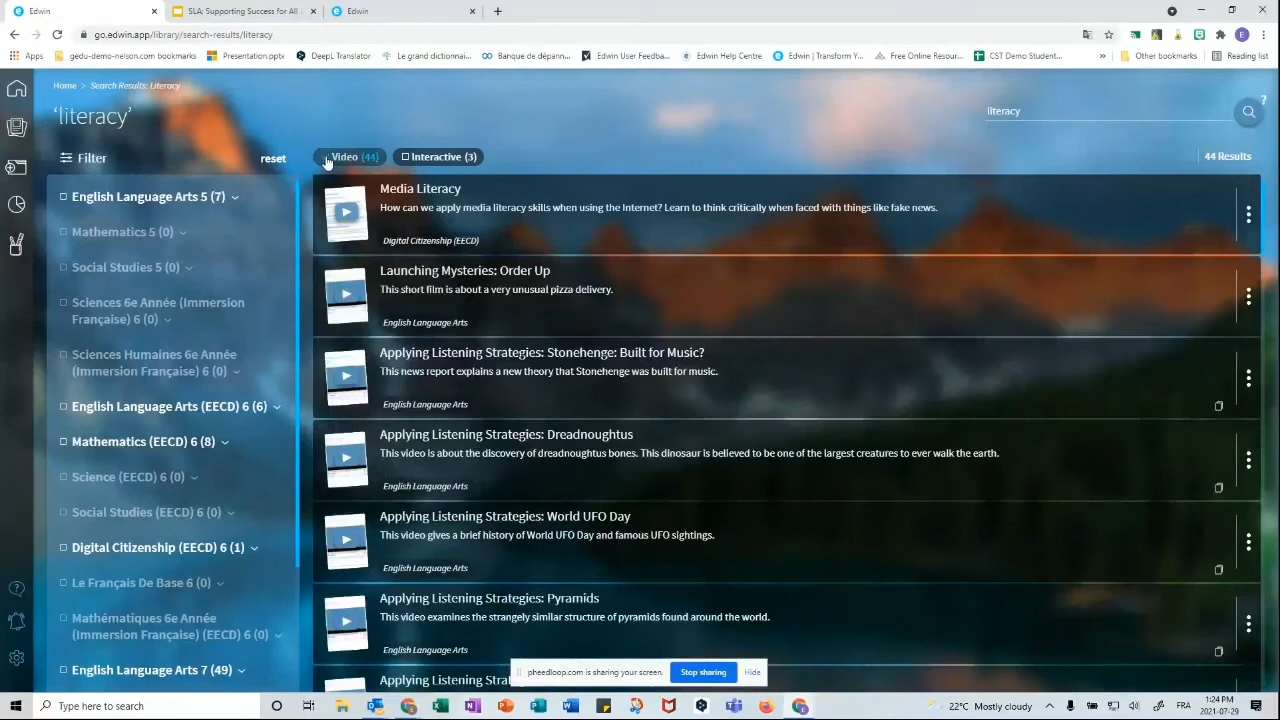 Edwin
SLA: Supporting Success for All
Edwin
go.edwin.app/library/search-results/literacy
Apps
gedu-demo-nelson.com bookmarks
Presentation.pptx
DeepL Translator
Le grand dictionnair...
Banque de dépann...
Edwin User Feedba...
Edwin Help Centre
Edwin | Transform Y...
Free Online Resour...
CST Demo Student...
Other bookmarks
Reading list
Home > Search Results: Literacy
'literacy'
literacy
?
Filter
reset
Video (44)
Interactive (3)
44 Results
English Language Arts 5 (7)
Mathematics 5 (0)
Social Studies 5 (0)
Sciences 6e Année (Immersion
Française) 6 (0)
Sciences Humaines 6e Année
(Immersion Française) 6 (0)
English Language Arts (EECD) 6 (6)
Mathematics (EECD) 6 (8)
Science (EECD) 6 (0)
Social Studies (EECD) 6 (0)
Digital Citizenship (EECD) 6 (1)
Le Français De Base 6 (0)
Mathématiques 6e Année
(Immersion Française) (EECD) 6 (0)
English Language Arts 7 (49)
Media Literacy
How can we apply media literacy skills when using the Internet? Learn to think critically when faced with things like fake news.
Digital Citizenship (EECD)
Launching Mysteries: Order Up
This short film is about a very unusual pizza delivery.
English Language Arts
Applying Listening Strategies: Stonehenge: Built for Music?
This news report explains a new theory that Stonehenge was built for music.
English Language Arts
Applying Listening Strategies: Dreadnoughtus
This video is about the discovery of dreadnoughtus bones. This dinosaur is believed to be one of the largest creatures to ever walk the earth.
English Language Arts
Applying Listening Strategies: World UFO Day
This video gives a brief history of World UFO Day and famous UFO sightings.
English Language Arts
Applying Listening Strategies: Pyramids
This video examines the strangely similar structure of pyramids found around the world.
English Language Arts
Applying Listening
pheedloop.com is sharing your screen.
Stop sharing
Hide
Type here to search
22°C Mostly cloudy
FRA
1:24 PM
2021-07-29